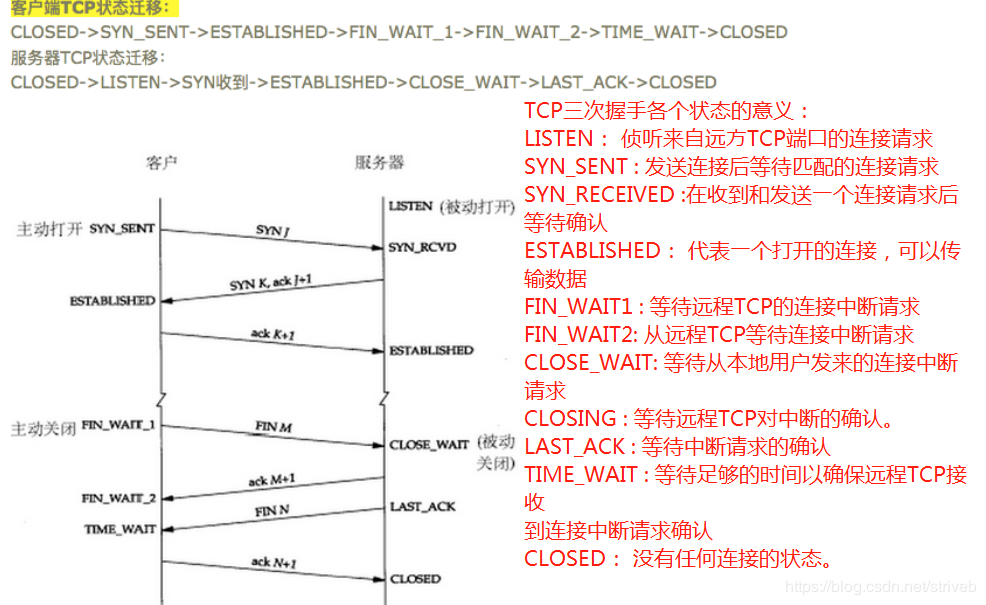 客户端TCP状态迁移：
CLOSED->SYN_SENT->ESTABLISHED->FIN_WAIT_1->FIN_WAIT_2->TIME_WAIT->CLOSED
服务器TCP状态迁移：
CLOSED->LISTEN->SYN收到->ESTABLISHED->CLOSE_WAIT->LAST_ACK->CLOSED
客户
服务器
LISTEN (被动打开)
主动打开 SYN_SENT
SYN J
SYN_RCVD
SYN K, ack J+1
ESTABLISHED
ack K+1
ESTABLISHED
主动关闭 FIN_WAIT_1
FIN M
CLOSE_WAIT (被动
关闭)
ack M+1
FIN_WAIT_2
FIN N
LAST_ACK
TIME_WAIT
ack N+1
CLOSED
TCP三次握手各个状态的意义：
LISTEN： 侦听来自远方TCP端口的连接请求
SYN_SENT : 发送连接后等待匹配的连接请求
SYN_RECEIVED :在收到和发送一个连接请求后
等待确认
ESTABLISHED： 代表一个打开的连接，可以传
输数据
FIN_WAIT1 : 等待远程TCP的连接中断请求
FIN_WAIT2: 从远程TCP等待连接中断请求
CLOSE_WAIT: 等待从本地用户发来的连接中断
请求
CLOSING : 等待远程TCP对中断的确认。
LAST_ACK : 等待中断请求的确认
TIME_WAIT : 等待足够的时间以确保远程TCP接
收
到连接中断请求确认
CLOSED： 没有任何连接的状态。
https://blog.csdn.net/striveb